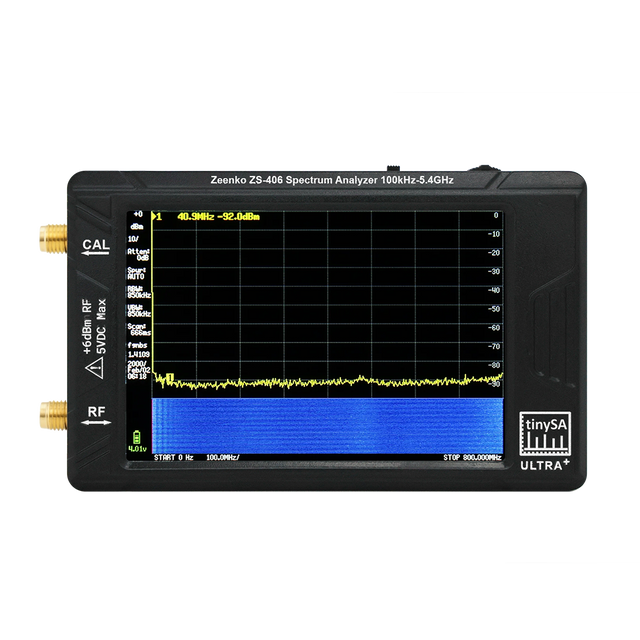 Zeenko ZS-406 Spectrum Analyzer 100kHz-5.4GHz
CAL
+6dBm RF
5VDC Max
RF
+0
dBm
10/
Atten:
0dB
Spur:
AUTO
RBW:
850kHz
VBW:
850kHz
Scan:
666ms
fgnbs
1.4109
2000/
Feb/02
06:18
4.01v
1 40.9MHz -92.0dBm
1
0
-10
-20
-30
-40
-50
-60
-70
-80
-90
START 0 Hz 100.0MHz/ STOP 800.000MHz
tinySA
ULTRA+